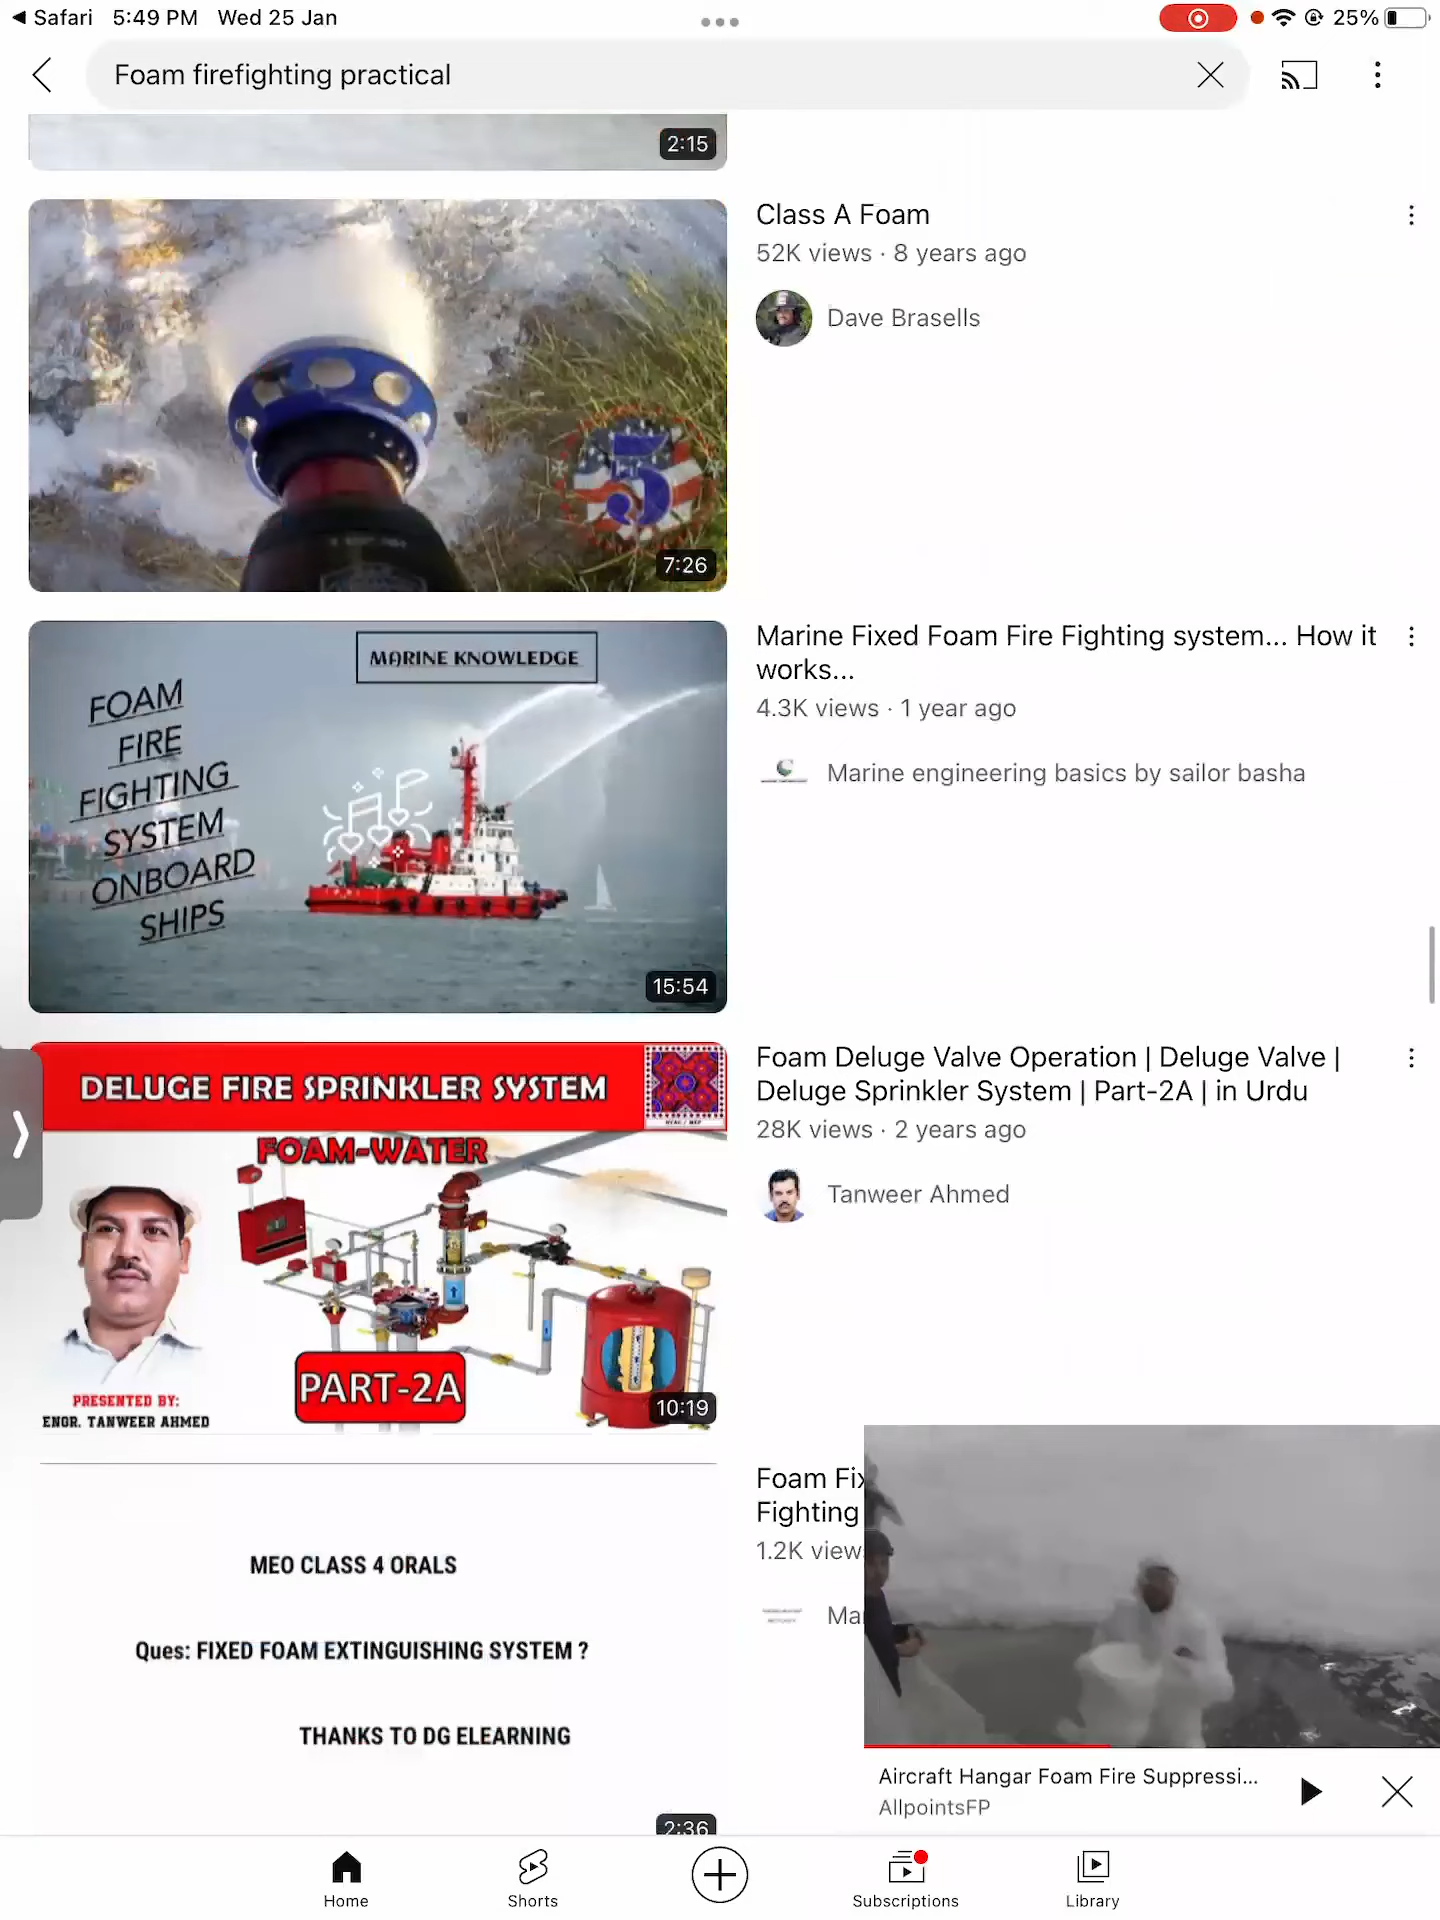 Safari 5:49 PM Wed 25 Jan
25%
Foam firefighting practical
2:15
Class A Foam
52K views · 8 years ago
Dave Brasells
5
7:26
MARINE KNOWLEDGE
FOAM
FIRE
FIGHTING
SYSTEM
ONBOARD
SHIPS
15:54
Marine Fixed Foam Fire Fighting system... How it
works...
4.3K views · 1 year ago
Marine engineering basics by sailor basha
DELUGE FIRE SPRINKLER SYSTEM
FOAM-WATER
PART-2A
PRESENTED BY:
ENGR. TANWEER AHMED
10:19
Foam Deluge Valve Operation | Deluge Valve |
Deluge Sprinkler System | Part-2A | in Urdu
28K views · 2 years ago
Tanweer Ahmed
MEO CLASS 4 ORALS
Ques: FIXED FOAM EXTINGUISHING SYSTEM ?
THANKS TO DG ELEARNING
2:36
Foam Fix
Fighting
1.2K view
Mar
Aircraft Hangar Foam Fire Suppressi...
AllpointsFP
Home
Shorts
Subscriptions
Library